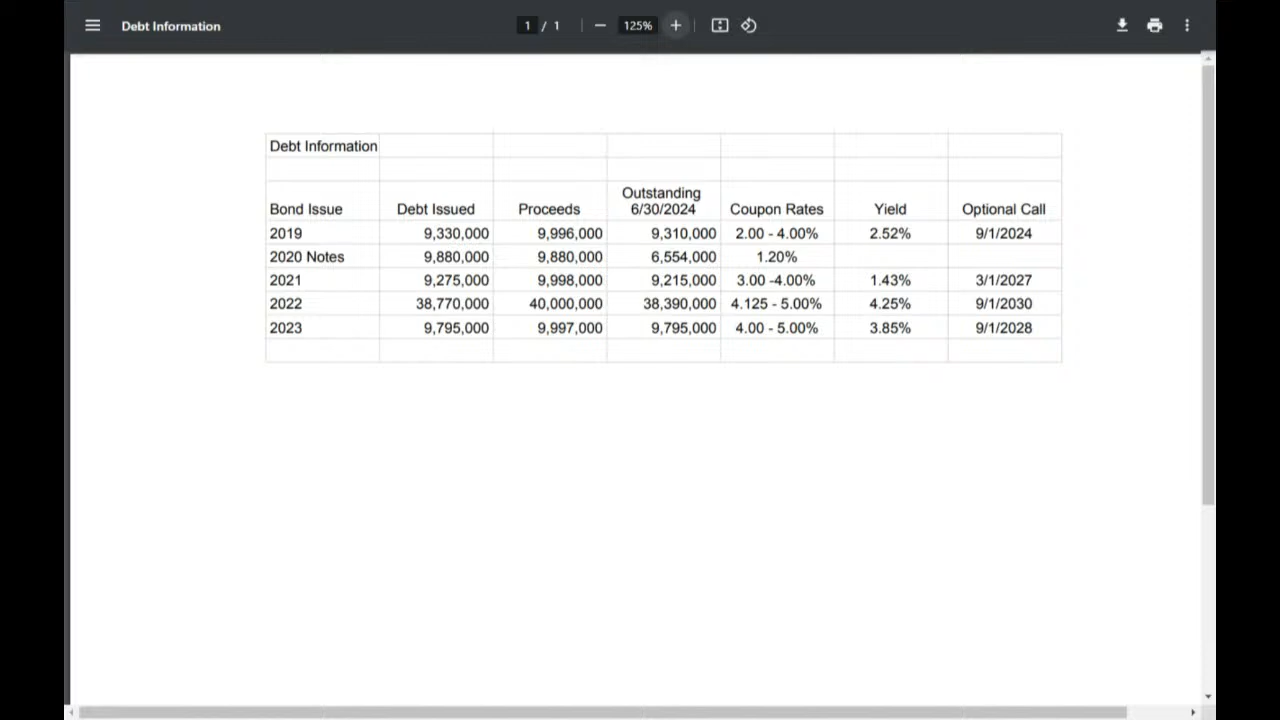 Debt Information
1 / 1
125%
Debt Information
Bond Issue Debt Issued Proceeds Outstanding 6/30/2024 Coupon Rates Yield Optional Call
2019 9,330,000 9,996,000 9,310,000 2.00 - 4.00% 2.52% 9/1/2024
2020 Notes 9,880,000 9,880,000 6,554,000 1.20%
2021 9,275,000 9,998,000 9,215,000 3.00 -4.00% 1.43% 3/1/2027
2022 38,770,000 40,000,000 38,390,000 4.125 - 5.00% 4.25% 9/1/2030
2023 9,795,000 9,997,000 9,795,000 4.00 - 5.00% 3.85% 9/1/2028